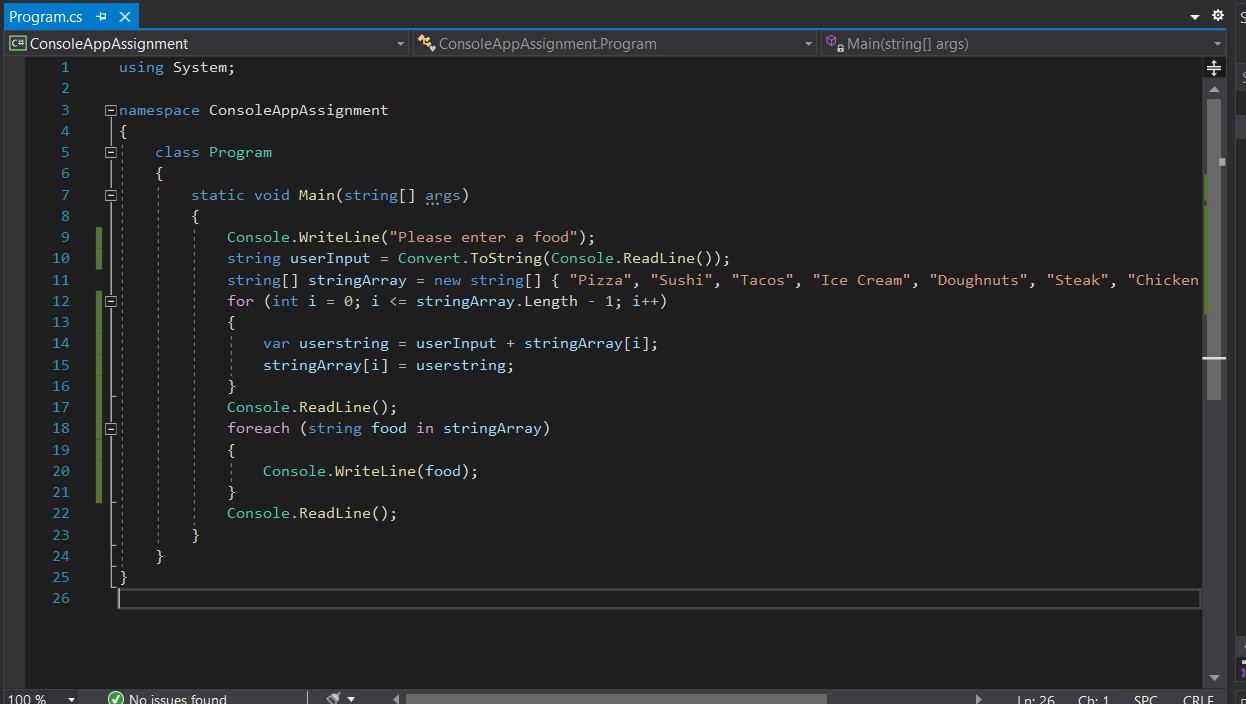 Program.cs
C# ConsoleAppAssignment ConsoleAppAssignment.Program Main(string[] args)
1 using System;
2
3 namespace ConsoleAppAssignment
4 {
5 class Program
6 {
7 static void Main(string[] args)
8 {
9 Console.WriteLine("Please enter a food");
10 string userInput = Convert.ToString(Console.ReadLine());
11 string[] stringArray = new string[] { "Pizza", "Sushi", "Tacos", "Ice Cream", "Doughnuts", "Steak", "Chicken
12 for (int i = 0; i <= stringArray.Length - 1; i++)
13 {
14 var userstring = userInput + stringArray[i];
15 stringArray[i] = userstring;
16 }
17 Console.ReadLine();
18 foreach (string food in stringArray)
19 {
20 Console.WriteLine(food);
21 }
22 Console.ReadLine();
23 }
24 }
25 }
26
100 % No issues found Ln: 26 Ch: 1 SPC CRLF